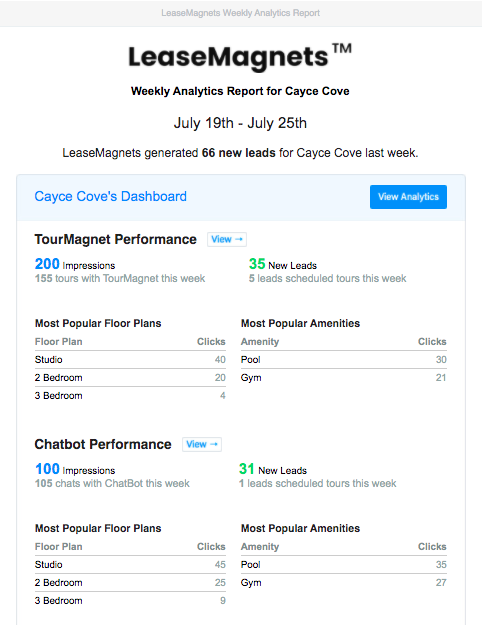 LeaseMagnets Weekly Analytics Report
LeaseMagnets™
Weekly Analytics Report for Cayce Cove
July 19th - July 25th
LeaseMagnets generated 66 new leads for Cayce Cove last week.
Cayce Cove's Dashboard View Analytics
TourMagnet Performance View →
200 Impressions 35 New Leads
155 tours with TourMagnet this week 5 leads scheduled tours this week
Most Popular Floor Plans Most Popular Amenities
Floor Plan Clicks Amenity Clicks
Studio 40 Pool 30
2 Bedroom 20 Gym 21
3 Bedroom 4
Chatbot Performance View →
100 Impressions 31 New Leads
105 chats with ChatBot this week 1 leads scheduled tours this week
Most Popular Floor Plans Most Popular Amenities
Floor Plan Clicks Amenity Clicks
Studio 45 Pool 35
2 Bedroom 25 Gym 27
3 Bedroom 9